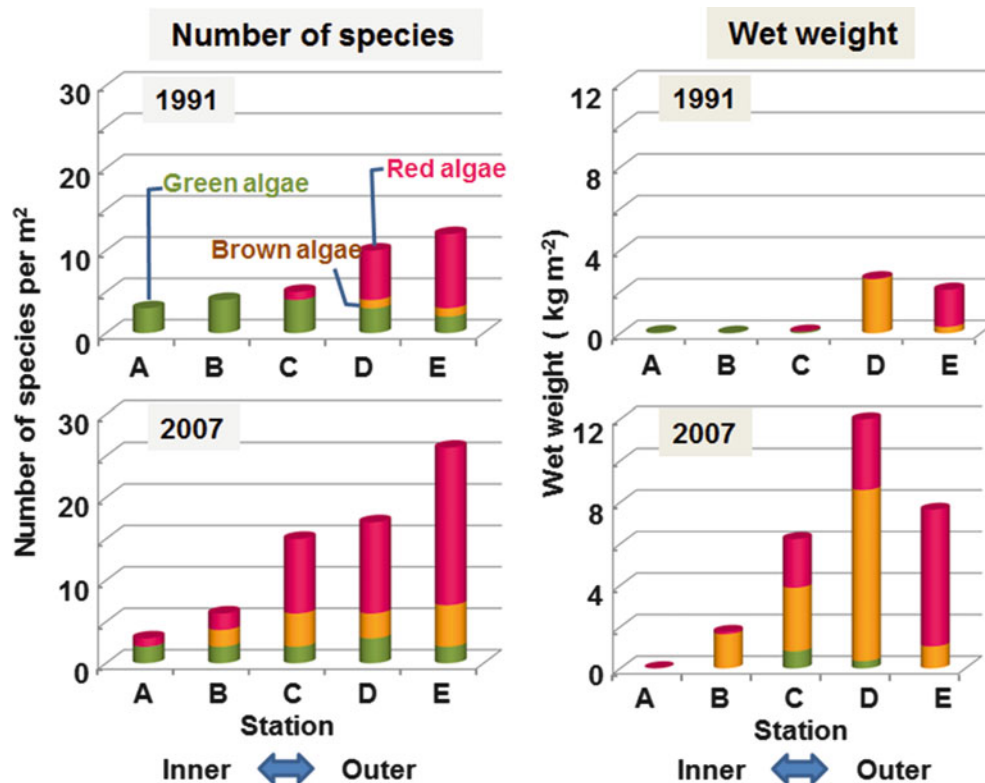 Number of species
Wet weight
Number of species per m²
30
20
10
0
1991
Green algae
Red algae
Brown algae
A B C D E
30
20
10
0
2007
A B C D E
Station
Inner Outer
Wet weight ( kg m⁻²)
12
8
4
0
1991
A B C D E
12
8
4
0
2007
A B C D E
Station
Inner Outer